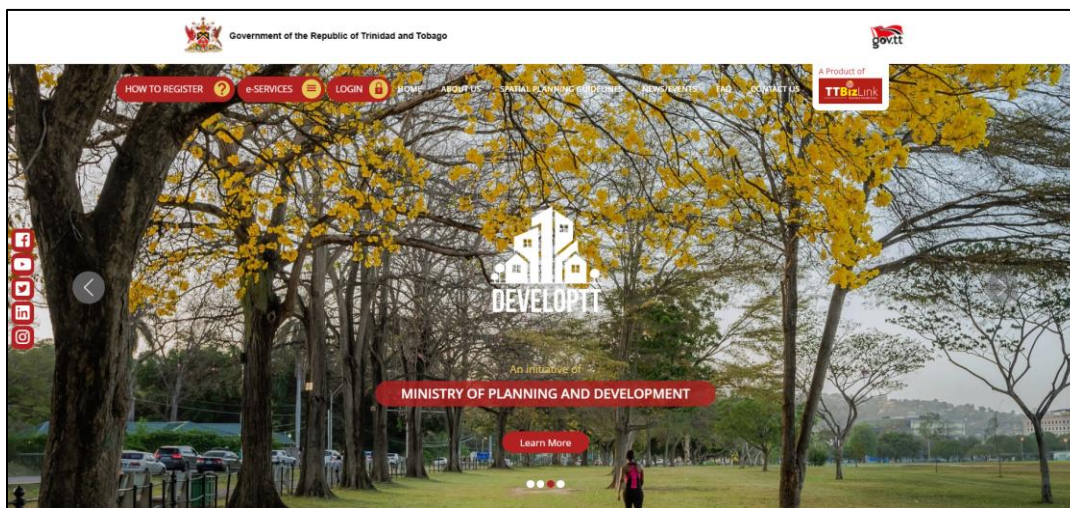 Government of the Republic of Trinidad and Tobago
gov.tt
A Product of
TTBizLink
HOW TO REGISTER ? e-SERVICES LOGIN HOME ABOUT US SPATIAL PLANNING GUIDELINES NEWS/EVENTS FAQ CONTACT US
DEVELOPTT
An initiative of
MINISTRY OF PLANNING AND DEVELOPMENT
Learn More